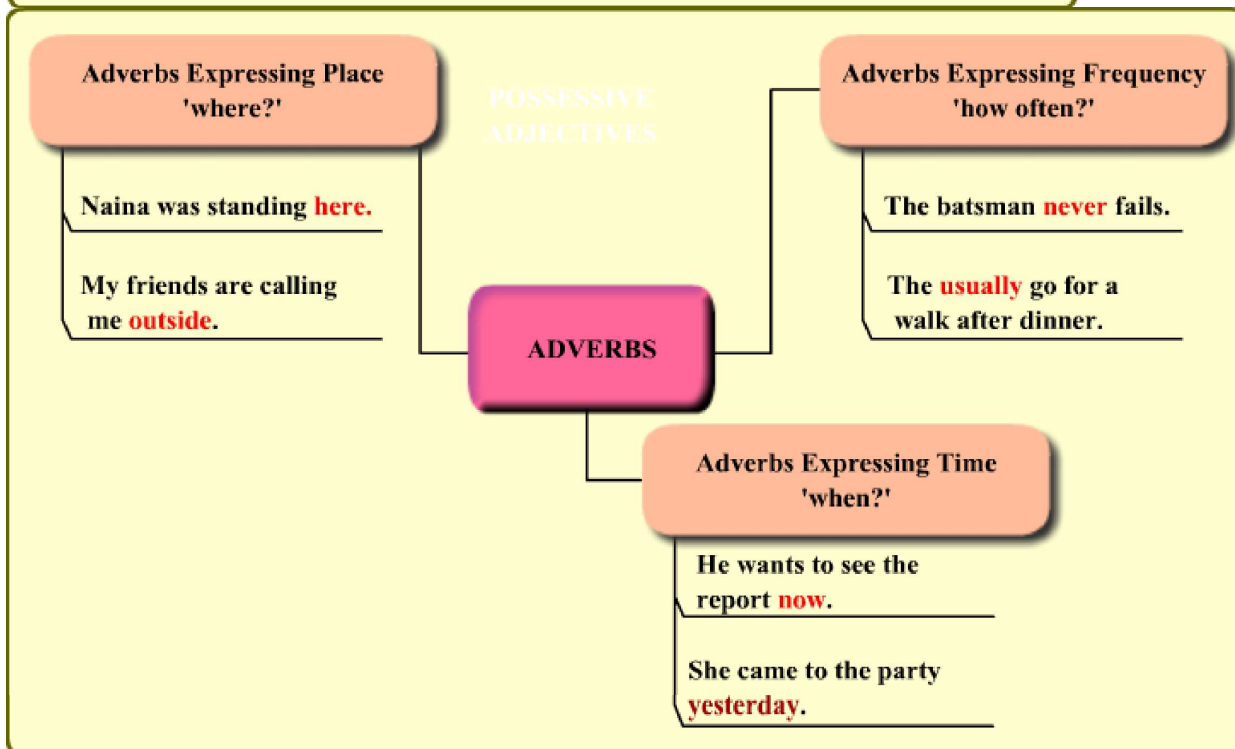 Adverbs Expressing Place
'where?'
Naina was standing here.
My friends are calling
me outside.
POSSESSIVE
ADJECTIVES
Adverbs Expressing Frequency
'how often?'
The batsman never fails.
The usually go for a
walk after dinner.
ADVERBS
Adverbs Expressing Time
'when?'
He wants to see the
report now.
She came to the party
yesterday.